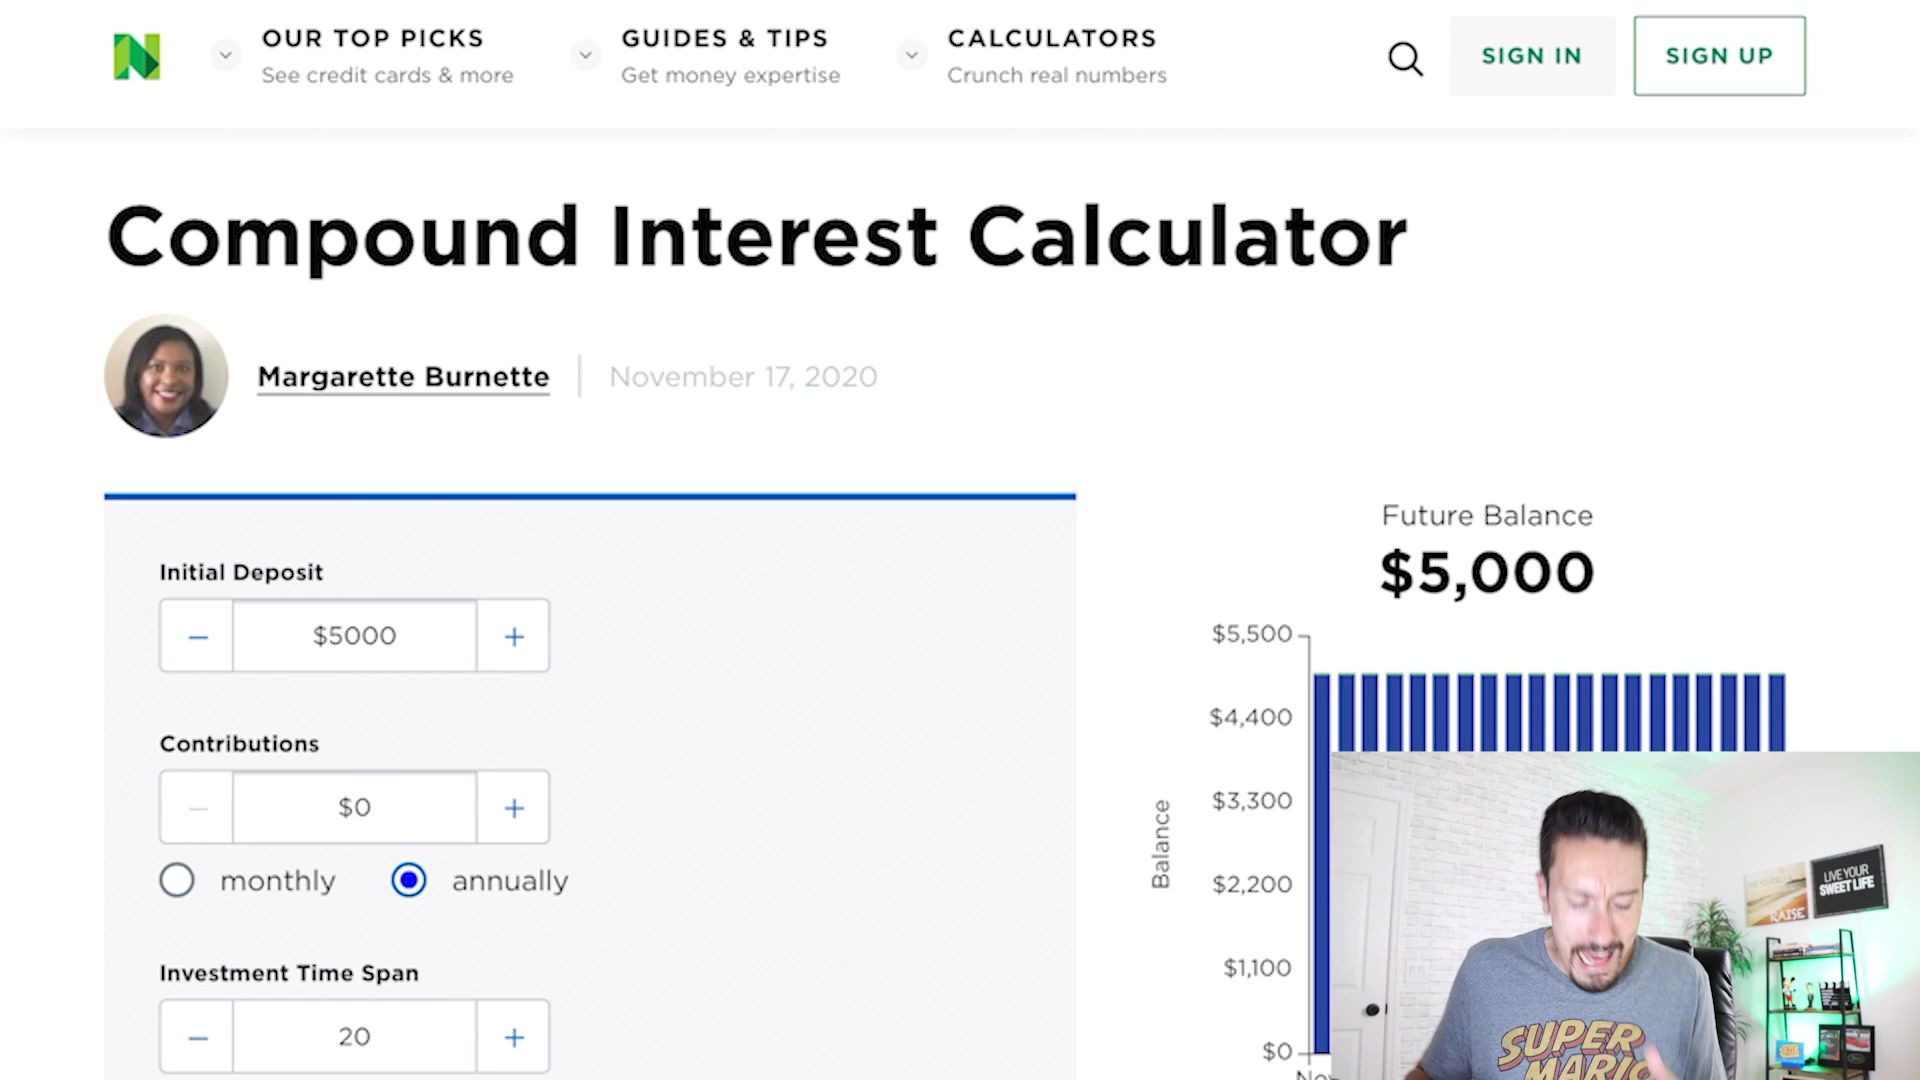 OUR TOP PICKS
See credit cards & more
GUIDES & TIPS
Get money expertise
CALCULATORS
Crunch real numbers
SIGN IN
SIGN UP
Compound Interest Calculator
Margarette Burnette
November 17, 2020
Initial Deposit
$5000
Contributions
$0
monthly
annually
Investment Time Span
20
Future Balance
$5,000
$5,500
$4,400
$3,300
$2,200
$1,100
$0
Balance
LIVE YOUR
SWEET LIFE
RAISE
SUPER
MARIO